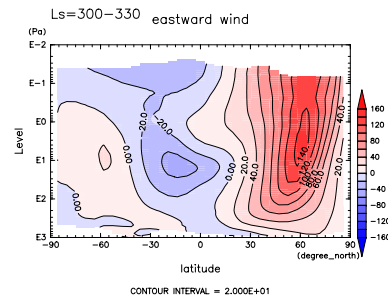 Ls=300-330 eastward wind
(Pa)
E-2
E-1
E0
E1
E2
E3
Level
-90 -60 -30 0 30 60 90
(degree_north)
latitude
-20.0
-20.0
0.00
0.00
0.00
0.00
20.0
40.0
140.
60.0
20.0
40.0
160
120
80
40
0
-40
-80
-120
-160
CONTOUR INTERVAL = 2.000E+01